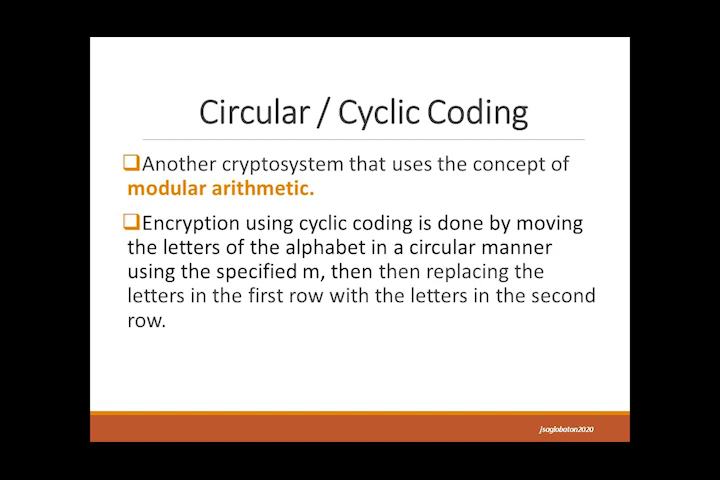 Circular / Cyclic Coding
❑Another cryptosystem that uses the concept of
modular arithmetic.
❑Encryption using cyclic coding is done by moving
the letters of the alphabet in a circular manner
using the specified m, then then replacing the
letters in the first row with the letters in the second
row.
jsaglobaton2020